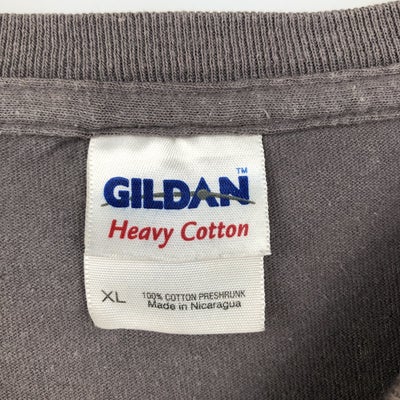 GILDAN™
Heavy Cotton
XL 100% COTTON PRESHRUNK
Made in Nicaragua